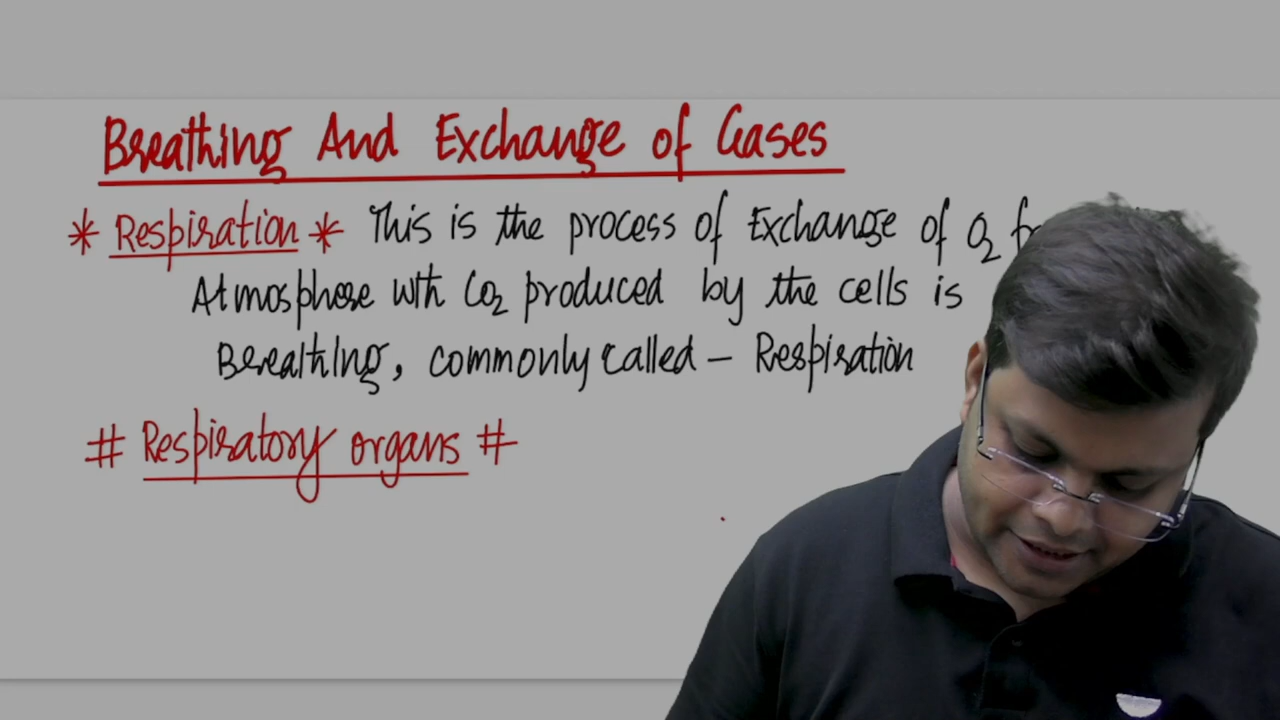 Breathing And Exchange of Gases
* Respiration * This is the process of Exchange of O₂
Atmosphere with CO₂ produced by the cells is
Breathing, commonly called – Respiration
# Respiratory organs #